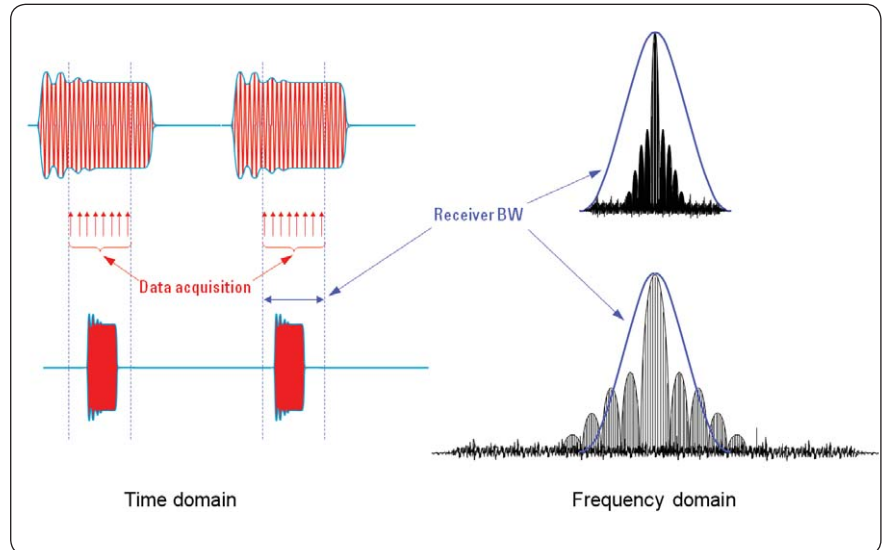 Receiver BW
Data acquisition
Time domain
Frequency domain